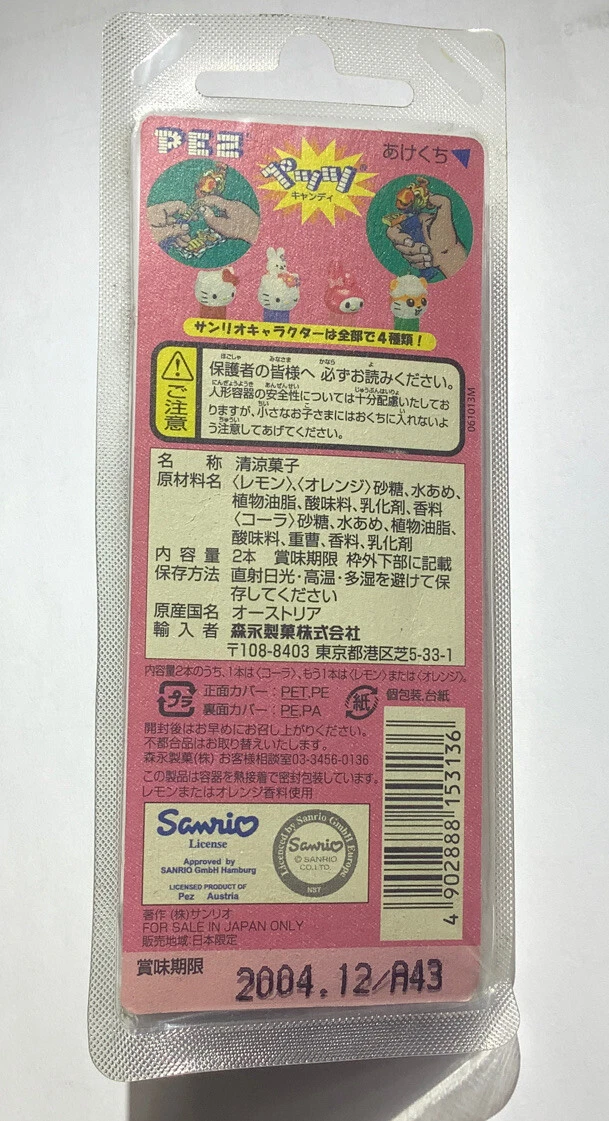 PEZ
あけくち
ペッツ
キャンディ
サンリオキャラクターは全部で4種類!
ご注意
保護者の皆様へ 必ずお読みください。
人形容器の安全性については十分配慮いたしてお
りますが、小さなお子さまにはおくちに入れないよ
う注意してあげてください。
061013M
名称 清涼菓子
原材料名 〈レモン〉、〈オレンジ〉砂糖、水あめ、
植物油脂、酸味料、乳化剤、香料
〈コーラ〉砂糖、水あめ、植物油脂、
酸味料、重曹、香料、乳化剤
内容量 2本 賞味期限 枠外下部に記載
保存方法 直射日光・高温・多湿を避けて保
存してください
原産国名 オーストリア
輸入者 森永製菓株式会社
〒108-8403 東京都港区芝5-33-1
内容量2本のうち、1本は〈コーラ〉、もう1本は〈レモン〉または〈オレンジ〉。
プラ
正面カバー:PET,PE
裏面カバー:PE,PA
紙
個包装,台紙
開封後はお早めにお召し上がりください。
不都合品はお取り替えいたします。
森永製菓(株) お客様相談室03-3456-0136
この製品は容器を熱接着で密封包装しています。
レモンまたはオレンジ香料使用
Sanrio
License
Approved by
SANRIO GmbH Hamburg
LICENSED PRODUCT OF
Pez Austria
Licensed by Sanrio GmbH Europe
Sanrio
© SANRIO
CO.LTD.
4 902888 153136
著作 (株)サンリオ
FOR SALE IN JAPAN ONLY
販売地域:日本限定
賞味期限
2004.12/A43